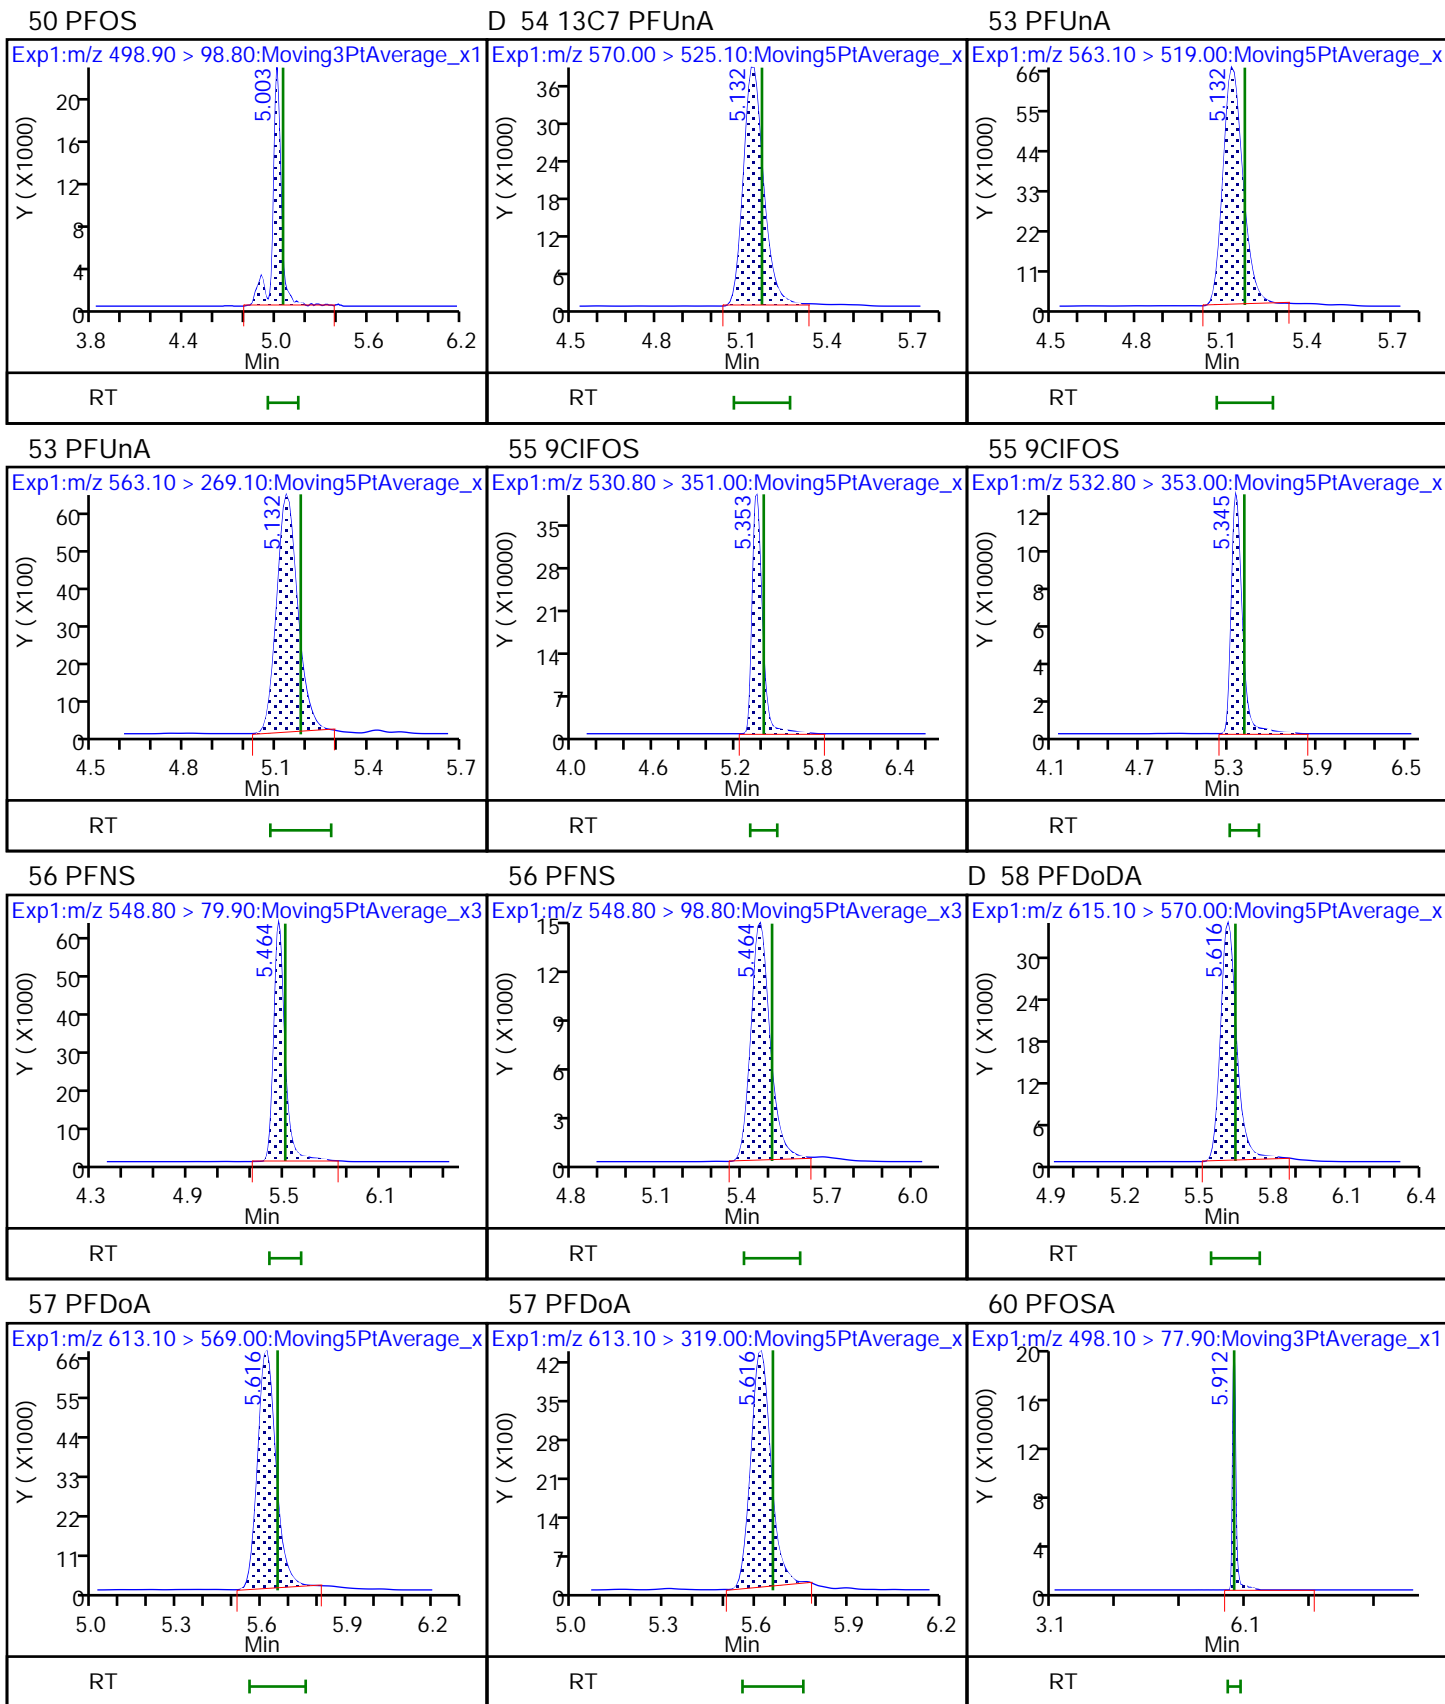 50 PFOS
Exp1:m/z 498.90 > 98.80:Moving3PtAverage_x1
Y ( X1000)
20
16
12
8
4
0
5.003
3.8 4.4 5.0 5.6 6.2
Min
RT
D 54 13C7 PFUnA
Exp1:m/z 570.00 > 525.10:Moving5PtAverage_x
Y ( X1000)
36
30
24
18
12
6
0
5.132
4.5 4.8 5.1 5.4 5.7
Min
RT
53 PFUnA
Exp1:m/z 563.10 > 519.00:Moving5PtAverage_x
Y ( X1000)
66
55
44
33
22
11
0
5.132
4.5 4.8 5.1 5.4 5.7
Min
RT
53 PFUnA
Exp1:m/z 563.10 > 269.10:Moving5PtAverage_x
Y ( X100)
60
50
40
30
20
10
0
5.132
4.5 4.8 5.1 5.4 5.7
Min
RT
55 9ClFOS
Exp1:m/z 530.80 > 351.00:Moving5PtAverage_x
Y ( X10000)
35
28
21
14
7
0
5.353
4.0 4.6 5.2 5.8 6.4
Min
RT
55 9ClFOS
Exp1:m/z 532.80 > 353.00:Moving5PtAverage_x
Y ( X10000)
12
10
8
6
4
2
0
5.345
4.1 4.7 5.3 5.9 6.5
Min
RT
56 PFNS
Exp1:m/z 548.80 > 79.90:Moving5PtAverage_x3
Y ( X1000)
60
50
40
30
20
10
0
5.464
4.3 4.9 5.5 6.1
Min
RT
56 PFNS
Exp1:m/z 548.80 > 98.80:Moving5PtAverage_x3
Y ( X1000)
15
12
9
6
3
0
5.464
4.8 5.1 5.4 5.7 6.0
Min
RT
D 58 PFDoDA
Exp1:m/z 615.10 > 570.00:Moving5PtAverage_x
Y ( X1000)
30
24
18
12
6
0
5.616
4.9 5.2 5.5 5.8 6.1 6.4
Min
RT
57 PFDoA
Exp1:m/z 613.10 > 569.00:Moving5PtAverage_x
Y ( X1000)
66
55
44
33
22
11
0
5.616
5.0 5.3 5.6 5.9 6.2
Min
RT
57 PFDoA
Exp1:m/z 613.10 > 319.00:Moving5PtAverage_x
Y ( X100)
42
35
28
21
14
7
0
5.616
5.0 5.3 5.6 5.9 6.2
Min
RT
60 PFOSA
Exp1:m/z 498.10 > 77.90:Moving3PtAverage_x1
Y ( X10000)
20
16
12
8
4
0
5.912
3.1 6.1
Min
RT